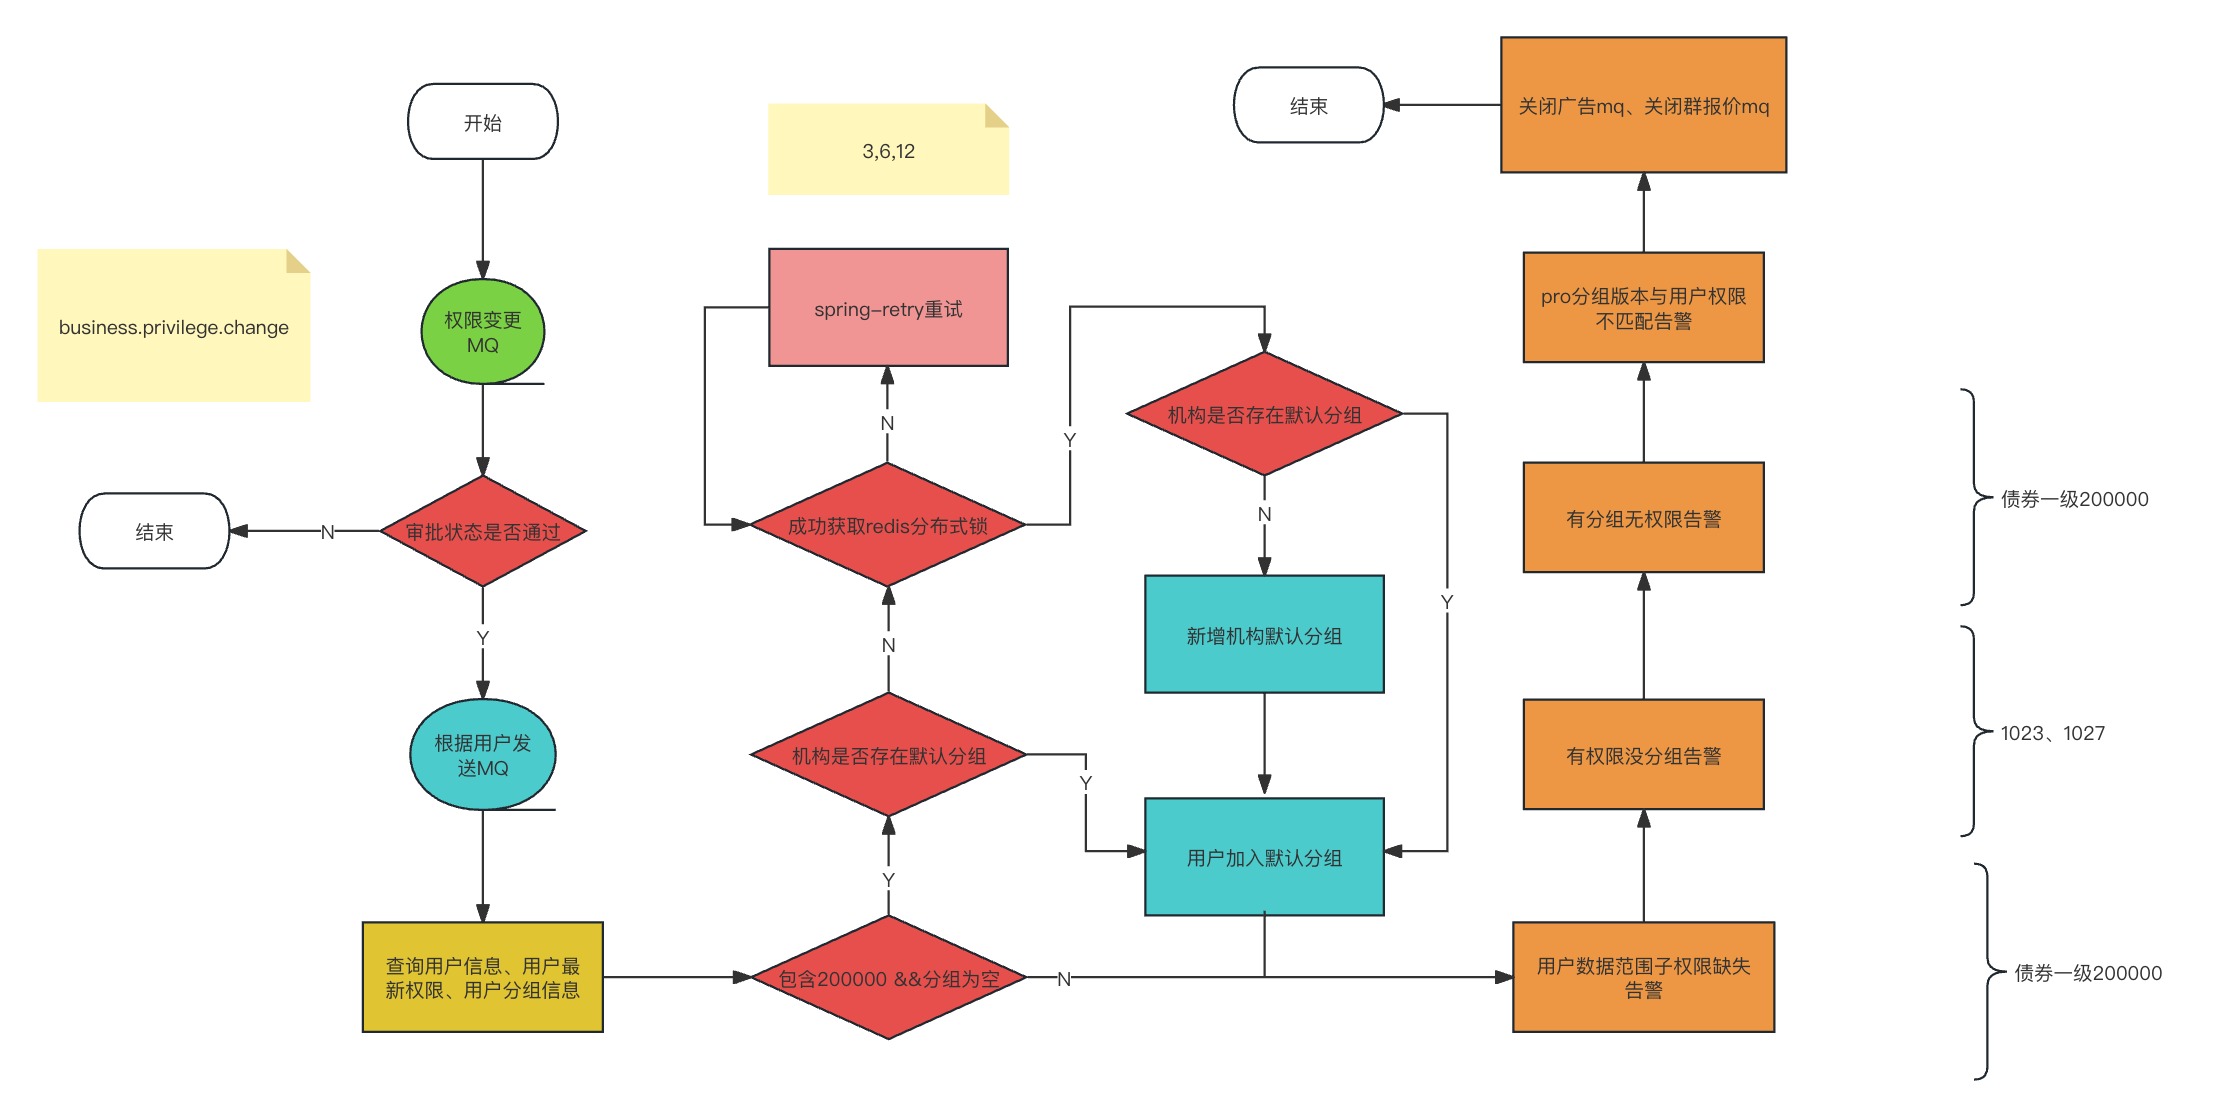 开始
business.privilege.change
权限变更
MQ
审批状态是否通过
N
结束
Y
根据用户发
送MQ
查询用户信息、用户最
新权限、用户分组信息
包含200000 &&分组为空
Y
N
机构是否存在默认分组
N
Y
成功获取redis分布式锁
N
Y
spring-retry重试
3,6,12
机构是否存在默认分组
N
Y
新增机构默认分组
用户加入默认分组
用户数据范围子权限缺失
告警
有权限没分组告警
有分组无权限告警
pro分组版本与用户权限
不匹配告警
关闭广告mq、关闭群报价mq
结束
债券一级200000
1023、1027
债券一级200000